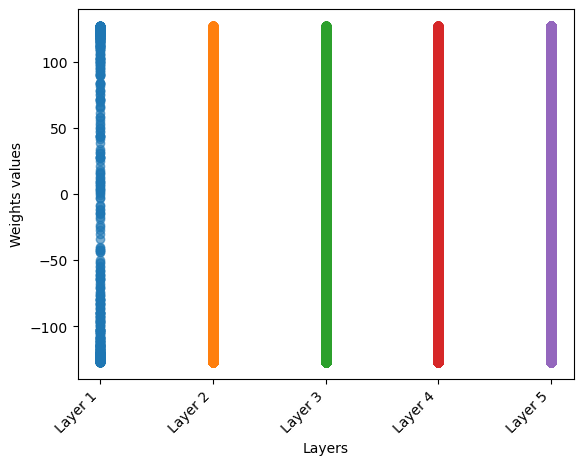 Weights values
100
50
0
−50
−100
Layer 1
Layer 2
Layer 3
Layer 4
Layer 5
Layers